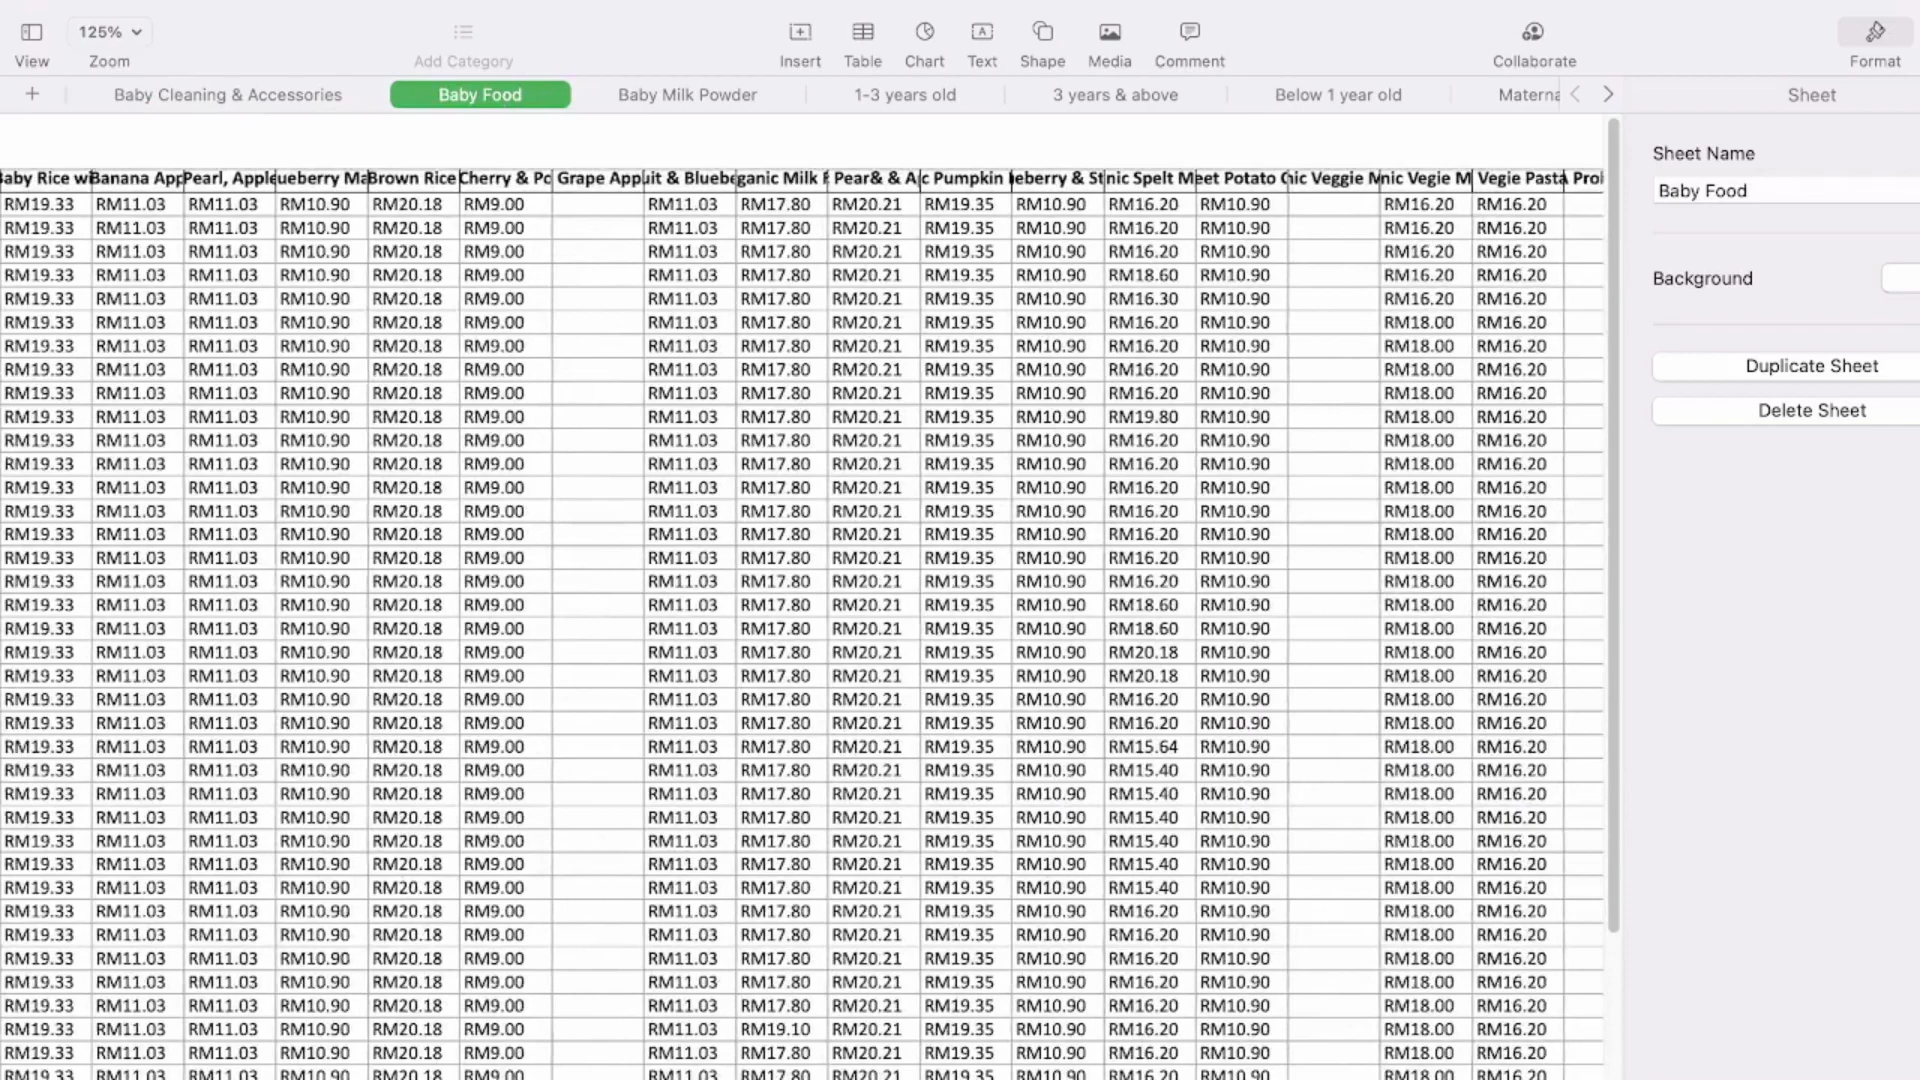 125%
View Zoom Add Category Insert Table Chart Text Shape Media Comment Collaborate Format
Baby Cleaning & Accessories Baby Food Baby Milk Powder 1-3 years old 3 years & above Below 1 year old Materna Sheet
aby Rice wi Banana App Pearl, Apple ueberry Ma Brown Rice Cherry & Po Grape Appl it & Bluebe ganic Milk Pear& & A c Pumpkin eberry & St nic Spelt M eet Potato nic Veggie M nic Vegie M Vegie Pasta Pro
RM19.33 RM11.03 RM11.03 RM10.90 RM20.18 RM9.00 RM11.03 RM17.80 RM20.21 RM19.35 RM10.90 RM16.20 RM10.90 RM16.20 RM16.20
RM19.33 RM11.03 RM11.03 RM10.90 RM20.18 RM9.00 RM11.03 RM17.80 RM20.21 RM19.35 RM10.90 RM16.20 RM10.90 RM16.20 RM16.20
RM19.33 RM11.03 RM11.03 RM10.90 RM20.18 RM9.00 RM11.03 RM17.80 RM20.21 RM19.35 RM10.90 RM16.20 RM10.90 RM16.20 RM16.20
RM19.33 RM11.03 RM11.03 RM10.90 RM20.18 RM9.00 RM11.03 RM17.80 RM20.21 RM19.35 RM10.90 RM18.60 RM10.90 RM16.20 RM16.20
RM19.33 RM11.03 RM11.03 RM10.90 RM20.18 RM9.00 RM11.03 RM17.80 RM20.21 RM19.35 RM10.90 RM16.30 RM10.90 RM16.20 RM16.20
RM19.33 RM11.03 RM11.03 RM10.90 RM20.18 RM9.00 RM11.03 RM17.80 RM20.21 RM19.35 RM10.90 RM16.20 RM10.90 RM18.00 RM16.20
RM19.33 RM11.03 RM11.03 RM10.90 RM20.18 RM9.00 RM11.03 RM17.80 RM20.21 RM19.35 RM10.90 RM16.20 RM10.90 RM18.00 RM16.20
RM19.33 RM11.03 RM11.03 RM10.90 RM20.18 RM9.00 RM11.03 RM17.80 RM20.21 RM19.35 RM10.90 RM16.20 RM10.90 RM18.00 RM16.20
RM19.33 RM11.03 RM11.03 RM10.90 RM20.18 RM9.00 RM11.03 RM17.80 RM20.21 RM19.35 RM10.90 RM16.20 RM10.90 RM18.00 RM16.20
RM19.33 RM11.03 RM11.03 RM10.90 RM20.18 RM9.00 RM11.03 RM17.80 RM20.21 RM19.35 RM10.90 RM19.80 RM10.90 RM18.00 RM16.20
RM19.33 RM11.03 RM11.03 RM10.90 RM20.18 RM9.00 RM11.03 RM17.80 RM20.21 RM19.35 RM10.90 RM16.20 RM10.90 RM18.00 RM16.20
RM19.33 RM11.03 RM11.03 RM10.90 RM20.18 RM9.00 RM11.03 RM17.80 RM20.21 RM19.35 RM10.90 RM16.20 RM10.90 RM18.00 RM16.20
RM19.33 RM11.03 RM11.03 RM10.90 RM20.18 RM9.00 RM11.03 RM17.80 RM20.21 RM19.35 RM10.90 RM16.20 RM10.90 RM18.00 RM16.20
RM19.33 RM11.03 RM11.03 RM10.90 RM20.18 RM9.00 RM11.03 RM17.80 RM20.21 RM19.35 RM10.90 RM16.20 RM10.90 RM18.00 RM16.20
RM19.33 RM11.03 RM11.03 RM10.90 RM20.18 RM9.00 RM11.03 RM17.80 RM20.21 RM19.35 RM10.90 RM16.20 RM10.90 RM18.00 RM16.20
RM19.33 RM11.03 RM11.03 RM10.90 RM20.18 RM9.00 RM11.03 RM17.80 RM20.21 RM19.35 RM10.90 RM16.20 RM10.90 RM18.00 RM16.20
RM19.33 RM11.03 RM11.03 RM10.90 RM20.18 RM9.00 RM11.03 RM17.80 RM20.21 RM19.35 RM10.90 RM16.20 RM10.90 RM18.00 RM16.20
RM19.33 RM11.03 RM11.03 RM10.90 RM20.18 RM9.00 RM11.03 RM17.80 RM20.21 RM19.35 RM10.90 RM18.60 RM10.90 RM18.00 RM16.20
RM19.33 RM11.03 RM11.03 RM10.90 RM20.18 RM9.00 RM11.03 RM17.80 RM20.21 RM19.35 RM10.90 RM18.60 RM10.90 RM18.00 RM16.20
RM19.33 RM11.03 RM11.03 RM10.90 RM20.18 RM9.00 RM11.03 RM17.80 RM20.21 RM19.35 RM10.90 RM20.18 RM10.90 RM18.00 RM16.20
RM19.33 RM11.03 RM11.03 RM10.90 RM20.18 RM9.00 RM11.03 RM17.80 RM20.21 RM19.35 RM10.90 RM20.18 RM10.90 RM18.00 RM16.20
RM19.33 RM11.03 RM11.03 RM10.90 RM20.18 RM9.00 RM11.03 RM17.80 RM20.21 RM19.35 RM10.90 RM16.20 RM10.90 RM18.00 RM16.20
RM19.33 RM11.03 RM11.03 RM10.90 RM20.18 RM9.00 RM11.03 RM17.80 RM20.21 RM19.35 RM10.90 RM16.20 RM10.90 RM18.00 RM16.20
RM19.33 RM11.03 RM11.03 RM10.90 RM20.18 RM9.00 RM11.03 RM17.80 RM20.21 RM19.35 RM10.90 RM15.64 RM10.90 RM18.00 RM16.20
RM19.33 RM11.03 RM11.03 RM10.90 RM20.18 RM9.00 RM11.03 RM17.80 RM20.21 RM19.35 RM10.90 RM15.40 RM10.90 RM18.00 RM16.20
RM19.33 RM11.03 RM11.03 RM10.90 RM20.18 RM9.00 RM11.03 RM17.80 RM20.21 RM19.35 RM10.90 RM15.40 RM10.90 RM18.00 RM16.20
RM19.33 RM11.03 RM11.03 RM10.90 RM20.18 RM9.00 RM11.03 RM17.80 RM20.21 RM19.35 RM10.90 RM15.40 RM10.90 RM18.00 RM16.20
RM19.33 RM11.03 RM11.03 RM10.90 RM20.18 RM9.00 RM11.03 RM17.80 RM20.21 RM19.35 RM10.90 RM15.40 RM10.90 RM18.00 RM16.20
RM19.33 RM11.03 RM11.03 RM10.90 RM20.18 RM9.00 RM11.03 RM17.80 RM20.21 RM19.35 RM10.90 RM15.40 RM10.90 RM18.00 RM16.20
RM19.33 RM11.03 RM11.03 RM10.90 RM20.18 RM9.00 RM11.03 RM17.80 RM20.21 RM19.35 RM10.90 RM15.40 RM10.90 RM18.00 RM16.20
RM19.33 RM11.03 RM11.03 RM10.90 RM20.18 RM9.00 RM11.03 RM17.80 RM20.21 RM19.35 RM10.90 RM16.20 RM10.90 RM18.00 RM16.20
RM19.33 RM11.03 RM11.03 RM10.90 RM20.18 RM9.00 RM11.03 RM17.80 RM20.21 RM19.35 RM10.90 RM16.20 RM10.90 RM18.00 RM16.20
RM19.33 RM11.03 RM11.03 RM10.90 RM20.18 RM9.00 RM11.03 RM17.80 RM20.21 RM19.35 RM10.90 RM16.20 RM10.90 RM18.00 RM16.20
RM19.33 RM11.03 RM11.03 RM10.90 RM20.18 RM9.00 RM11.03 RM17.80 RM20.21 RM19.35 RM10.90 RM16.20 RM10.90 RM18.00 RM16.20
RM19.33 RM11.03 RM11.03 RM10.90 RM20.18 RM9.00 RM11.03 RM17.80 RM20.21 RM19.35 RM10.90 RM16.20 RM10.90 RM18.00 RM16.20
RM19.33 RM11.03 RM11.03 RM10.90 RM20.18 RM9.00 RM11.03 RM19.10 RM20.21 RM19.35 RM10.90 RM16.20 RM10.90 RM18.00 RM16.20
RM19.33 RM11.03 RM11.03 RM10.90 RM20.18 RM9.00 RM11.03 RM17.80 RM20.21 RM19.35 RM10.90 RM16.20 RM10.90 RM18.00 RM16.20
RM19.33 RM11.03 RM11.03 RM10.90 RM20.18 RM9.00 RM11.03 RM17.80 RM20.21 RM19.35 RM10.90 RM16.20 RM10.90 RM18.00 RM16.20
Sheet Name
Baby Food
Background
Duplicate Sheet
Delete Sheet